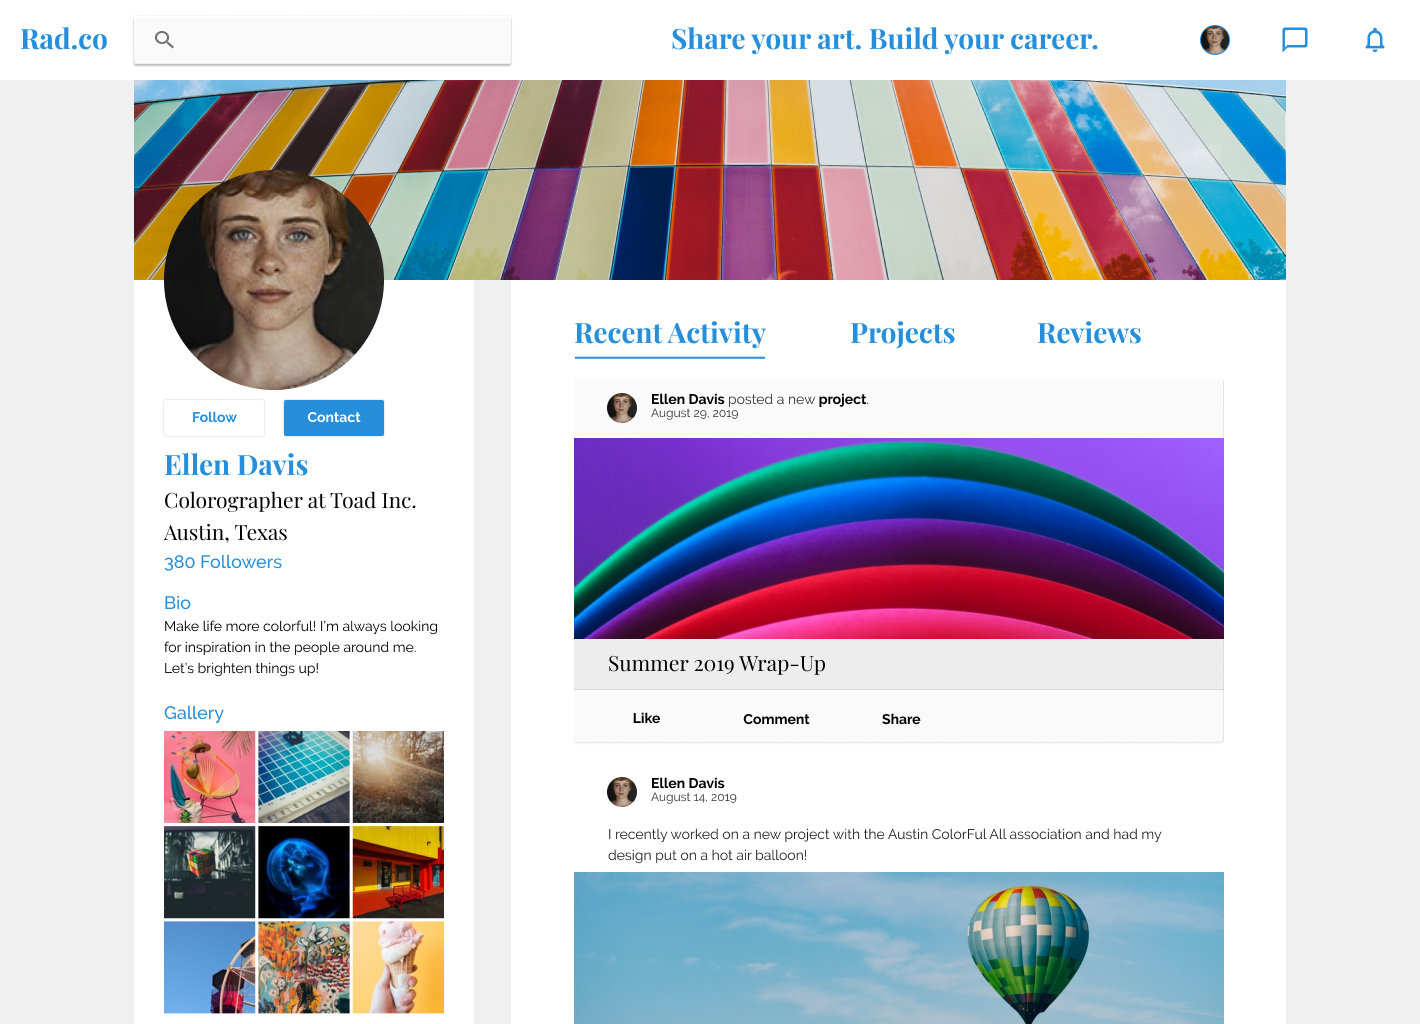 Rad.co
Share your art. Build your career.
Recent Activity
Projects
Reviews
Follow
Contact
Ellen Davis
Colorographer at Toad Inc.
Austin, Texas
380 Followers
Bio
Make life more colorful! I'm always looking
for inspiration in the people around me.
Let's brighten things up!
Gallery
Ellen Davis posted a new project.
August 29, 2019
Summer 2019 Wrap-Up
Like
Comment
Share
Ellen Davis
August 14, 2019
I recently worked on a new project with the Austin ColorFul All association and had my
design put on a hot air balloon!